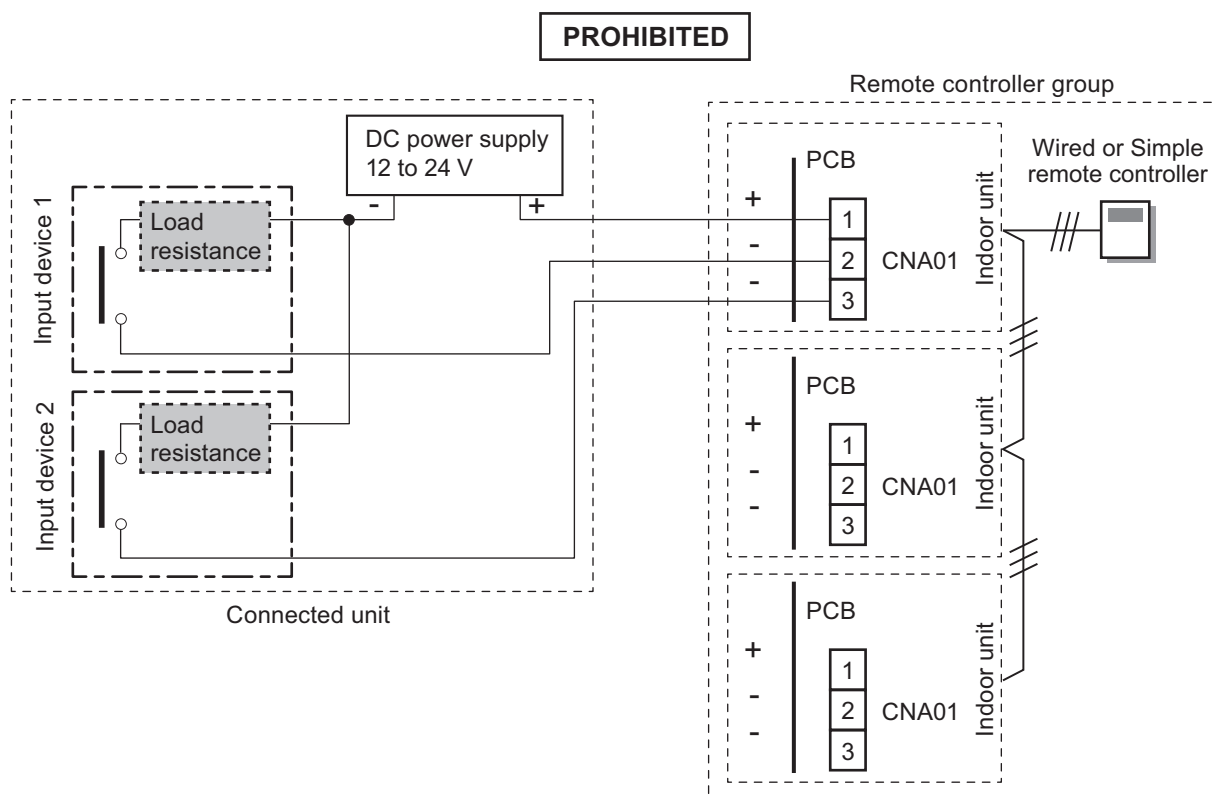 PROHIBITED
Remote controller group
DC power supply
12 to 24 V
- +
Input device 1
Load
resistance
Input device 2
Load
resistance
Connected unit
PCB
+
-
-
1
2
3
CNA01
Indoor unit
Wired or Simple
remote controller
PCB
+
-
-
1
2
3
CNA01
Indoor unit
PCB
+
-
-
1
2
3
CNA01
Indoor unit